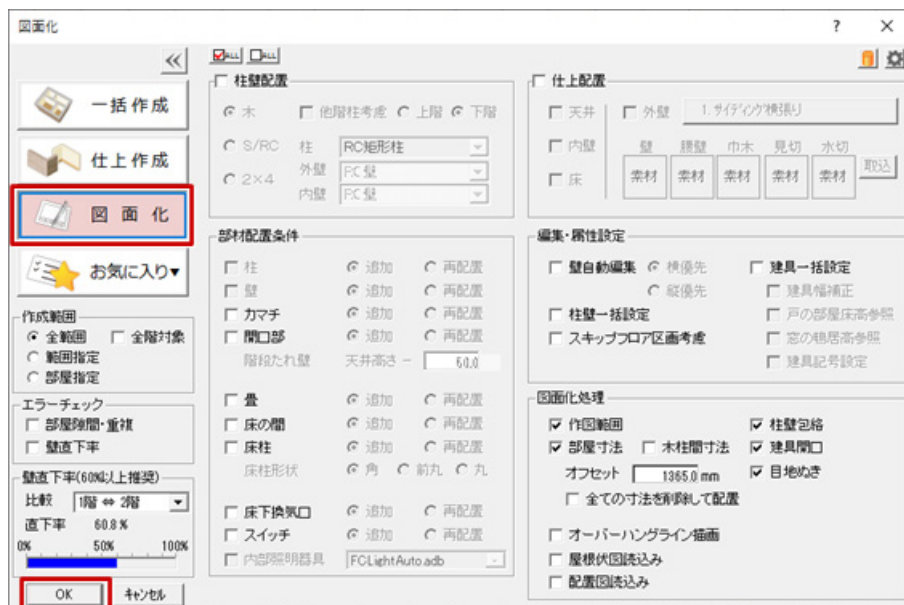 図面化
?
ALL ALL
一括作成
仕上作成
図面化
お気に入り▼
作成範囲
全範囲 全階対象
範囲指定
部屋指定
エラーチェック
部屋隙間・重複
壁直下率
壁直下率(60%以上推奨)
比較 1階 ⇔ 2階
直下率 60.8 %
0% 50% 100%
OK キャンセル
柱壁配置
木 他階柱考慮 上階 下階
S/RC 柱 RC矩形柱
外壁 P.C 壁
2×4
内壁 P.C 壁
部材配置条件
柱 追加 再配置
壁 追加 再配置
カマチ 追加 再配置
開口部 追加 再配置
階段たれ壁 天井高さ － 60.0
畳 追加 再配置
床の間 追加 再配置
床柱 追加 再配置
床柱形状 角 前丸 丸
床下換気口 追加 再配置
スイッチ 追加 再配置
内部照明器具 FCLightAuto.adb
仕上配置
天井 外壁 1. サイディング横張り
内壁 壁 腰壁 巾木 見切 水切
床 素材 素材 素材 素材 素材 取込
編集・属性設定
壁自動編集 横優先 建具一括設定
縦優先 建具幅補正
柱壁一括設定 戸の部屋床高参照
スキップフロア区画考慮 窓の鴨居高参照
建具記号設定
図面化処理
作図範囲 柱壁包絡
部屋寸法 木柱間寸法 建具開口
オフセット 1365.0 mm 目地ぬき
全ての寸法を削除して配置
オーバーハングライン描画
屋根伏図読込み
配置図読込み